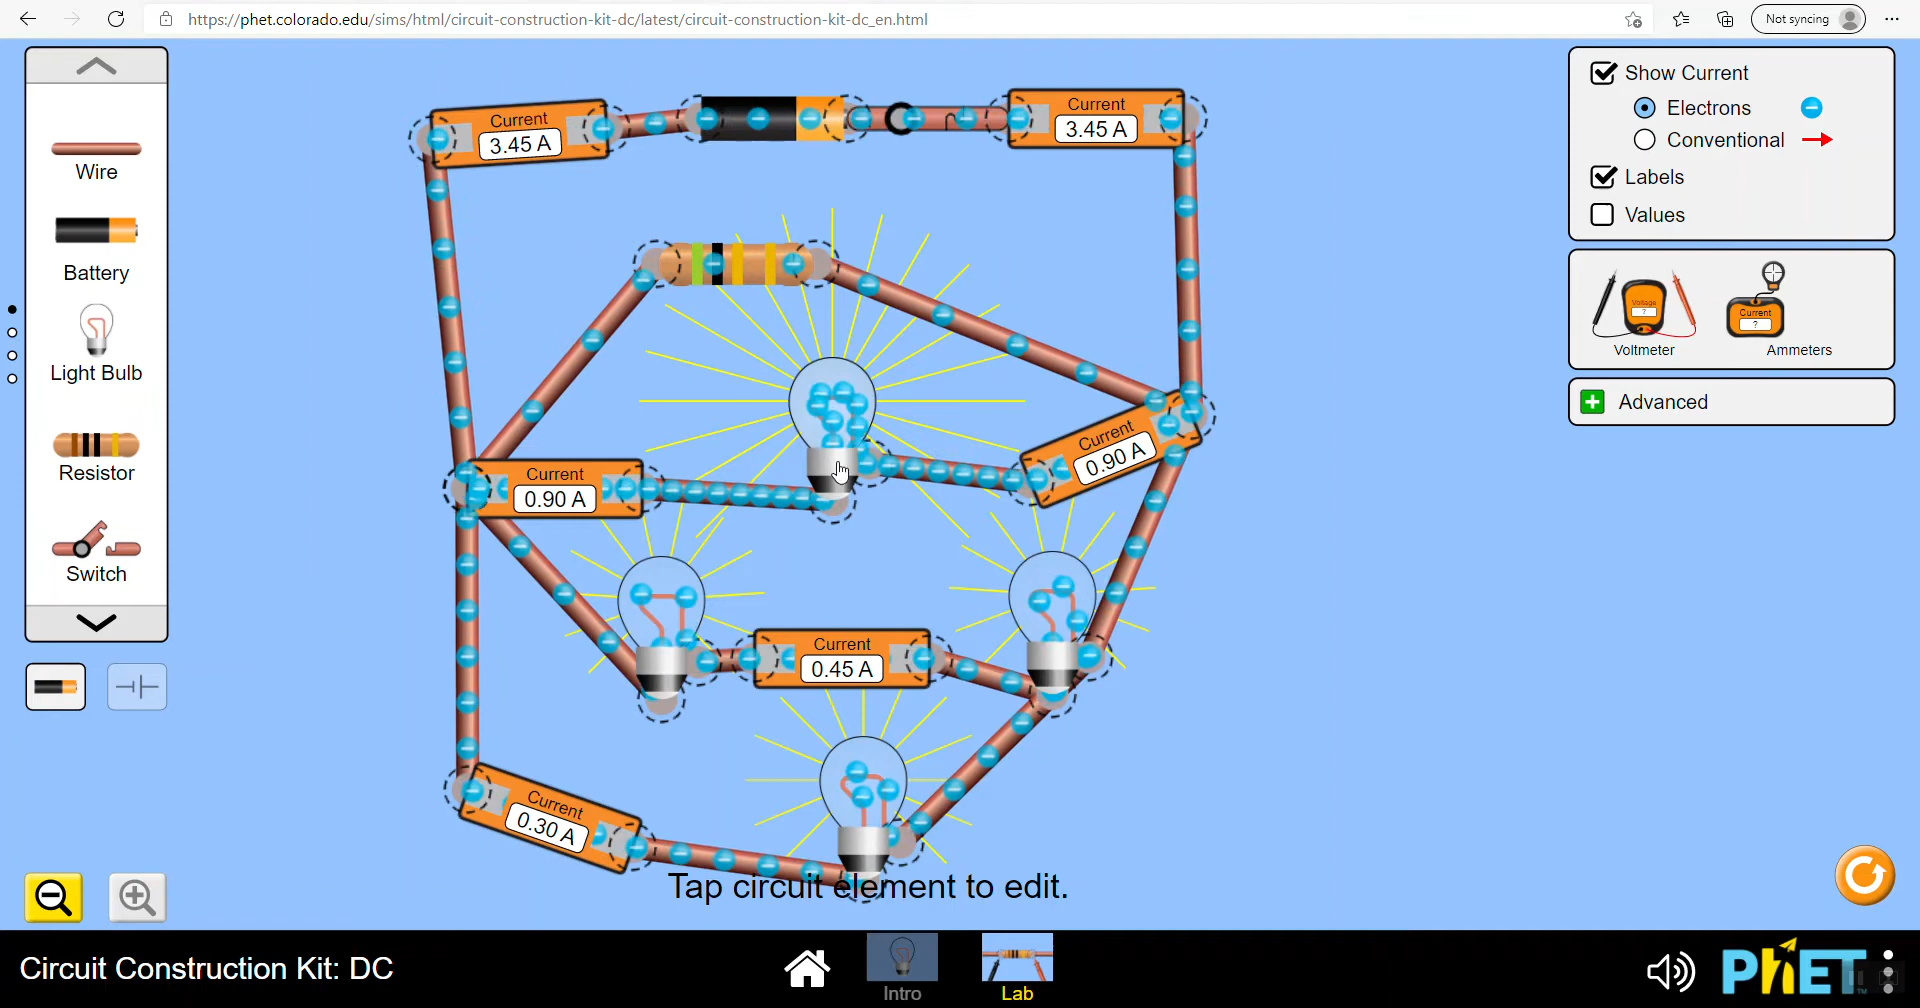 https://phet.colorado.edu/sims/html/circuit-construction-kit-dc/latest/circuit-construction-kit-dc_en.html
Not syncing
Wire
Battery
Light Bulb
Resistor
Switch
Current
3.45 A
Current
3.45 A
Current
0.90 A
Current
0.90 A
Current
0.45 A
Current
0.30 A
Tap circuit element to edit.
Show Current
Electrons
Conventional
Labels
Values
Voltage
?
Current
?
Voltmeter
Ammeters
Advanced
Circuit Construction Kit: DC
Intro
Lab
PhET